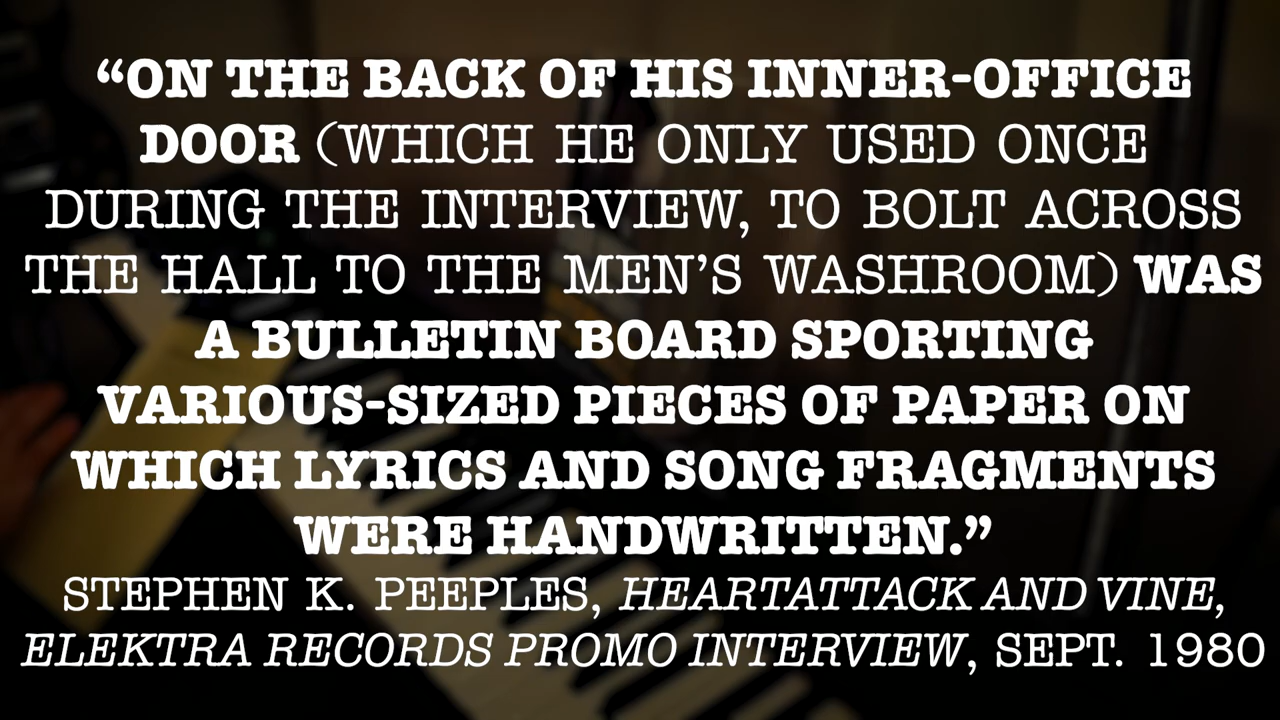 “ON THE BACK OF HIS INNER-OFFICE
DOOR (WHICH HE ONLY USED ONCE
DURING THE INTERVIEW, TO BOLT ACROSS
THE HALL TO THE MEN’S WASHROOM) WAS
A BULLETIN BOARD SPORTING
VARIOUS-SIZED PIECES OF PAPER ON
WHICH LYRICS AND SONG FRAGMENTS
WERE HANDWRITTEN.”
STEPHEN K. PEEPLES, HEARTATTACK AND VINE,
ELEKTRA RECORDS PROMO INTERVIEW, SEPT. 1980